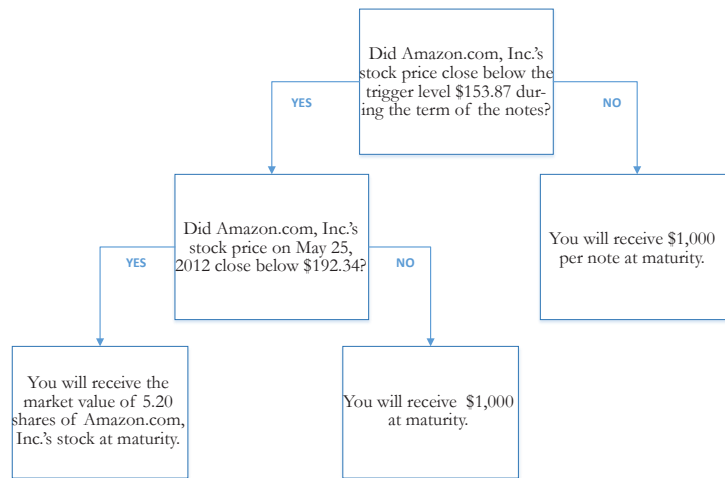 Did Amazon.com, Inc.'s
stock price close below the
trigger level $153.87 dur-
ing the term of the notes?
YES
NO
Did Amazon.com, Inc.'s
stock price on May 25,
2012 close below $192.34?
You will receive $1,000
per note at maturity.
YES
NO
You will receive the
market value of 5.20
shares of Amazon.com,
Inc.'s stock at maturity.
You will receive $1,000
at maturity.